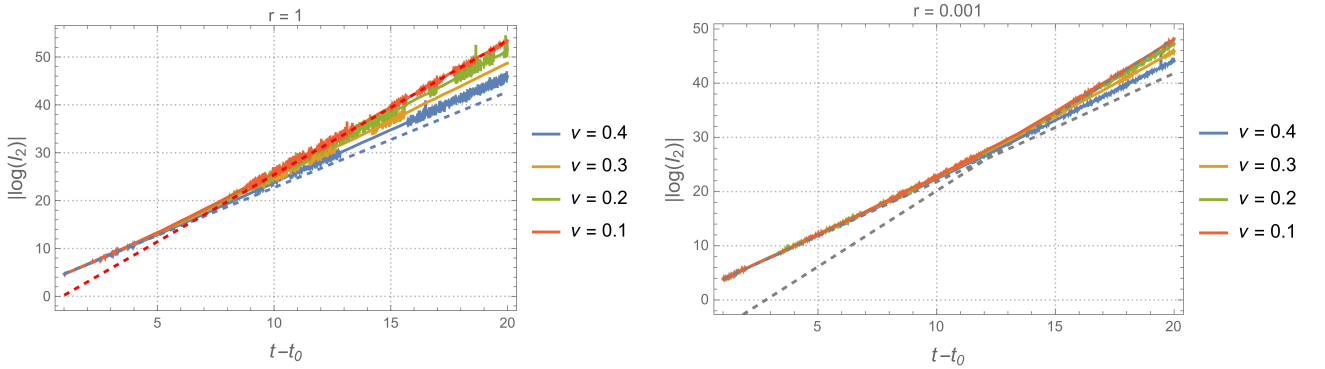 r = 1
|log(I₂)|
50
40
30
20
10
0
5
10
15
20
t−t₀
v = 0.4
v = 0.3
v = 0.2
v = 0.1
r = 0.001
|log(I₂)|
50
40
30
20
10
0
5
10
15
20
t−t₀
v = 0.4
v = 0.3
v = 0.2
v = 0.1